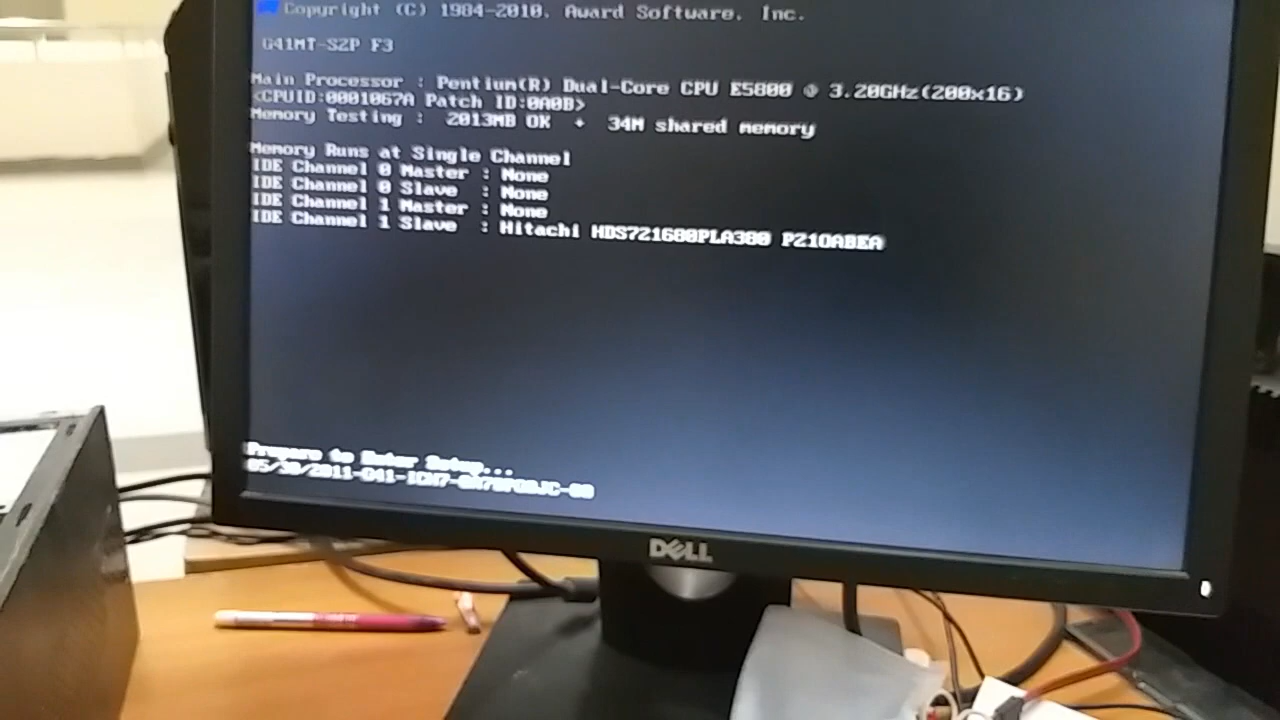 Copyright (C) 1984-2010, Award Software, Inc.
G41MT-S2P F3
Main Processor : Pentium(R) Dual-Core CPU E5800 @ 3.20GHz(200x16)
<CPUID:0001067A Patch ID:0A0B>
Memory Testing : 2013MB OK + 34M shared memory
Memory Runs at Single Channel
IDE Channel 0 Master : None
IDE Channel 0 Slave : None
IDE Channel 1 Master : None
IDE Channel 1 Slave : Hitachi HDS721680PLA380 P21OABEA
Prepare to Enter Setup...
DELL